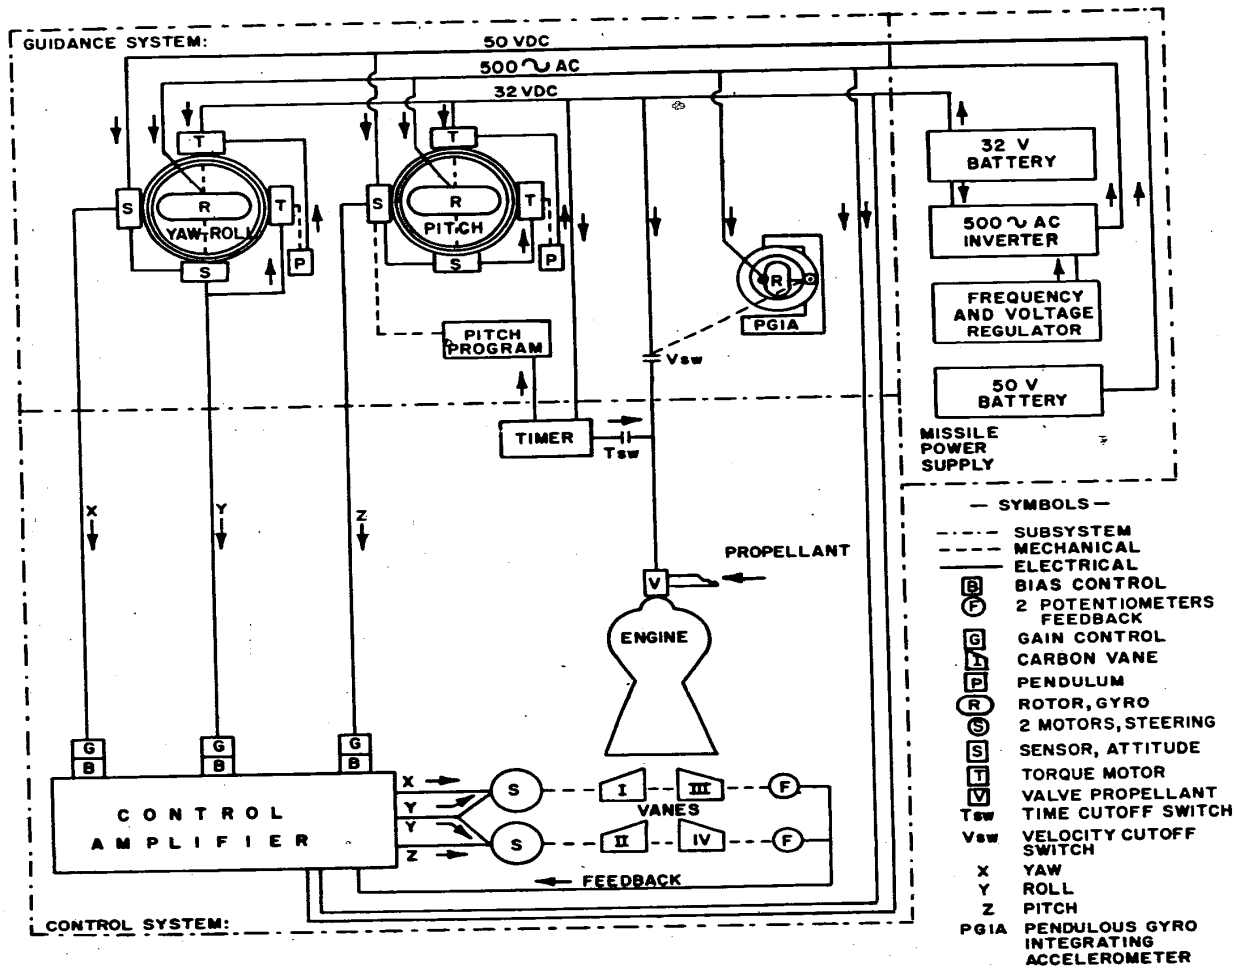 GUIDANCE SYSTEM:
50 VDC
500 ∿ AC
32 VDC
T
R
YAW-ROLL
S
T
S
P
T
R
PITCH
S
T
S
P
R
PGIA
32 V
BATTERY
500 ∿ AC
INVERTER
FREQUENCY
AND VOLTAGE
REGULATOR
50 V
BATTERY
MISSILE
POWER
SUPPLY
PITCH
PROGRAM
Vsw
TIMER
Tsw
X
Y
Z
PROPELLANT
V
ENGINE
G
B
G
B
G
B
CONTROL
AMPLIFIER
X
Y
Y
Z
S
S
I
III
VANES
II
IV
F
F
FEEDBACK
CONTROL SYSTEM:
— SYMBOLS —
SUBSYSTEM
MECHANICAL
ELECTRICAL
B BIAS CONTROL
F 2 POTENTIOMETERS
FEEDBACK
G GAIN CONTROL
I CARBON VANE
P PENDULUM
R ROTOR, GYRO
S 2 MOTORS, STEERING
S SENSOR, ATTITUDE
T TORQUE MOTOR
V VALVE PROPELLANT
Tsw TIME CUTOFF SWITCH
Vsw VELOCITY CUTOFF
SWITCH
X YAW
Y ROLL
Z PITCH
PGIA PENDULOUS GYRO
INTEGRATING
ACCELEROMETER